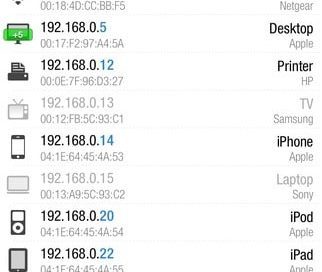 00:18:4D:CC:BB:F5 Netgear
+5 192.168.0.5 Desktop
00:17:F2:97:A4:5A Apple
192.168.0.12 Printer
00:0E:7F:96:D3:27 HP
192.168.0.13 TV
00:12:FB:5C:93:C1 Samsung
192.168.0.14 iPhone
04:1E:64:45:4A:53 Apple
192.168.0.15 Laptop
00:13:A9:5C:93:C2 Sony
192.168.0.20 iPod
04:1E:64:45:4A:54 Apple
192.168.0.22 iPad
04:1E:64:45:4A:55 Apple